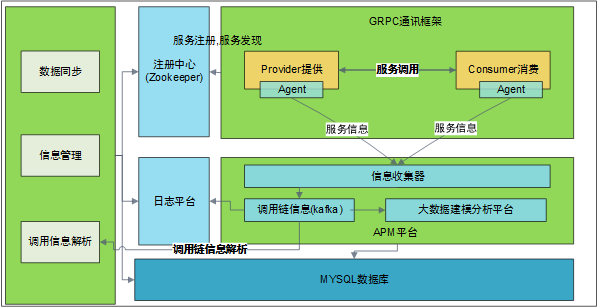 GRPC通讯框架
服务注册,服务发现
数据同步
注册中心
(Zookeeper)
Provider提供
服务调用
Consumer消费
Agent
Agent
服务信息
服务信息
信息管理
信息收集器
日志平台
调用链信息(kafka)
大数据建模分析平台
调用信息解析
调用链信息解析
APM平台
MYSQL数据库